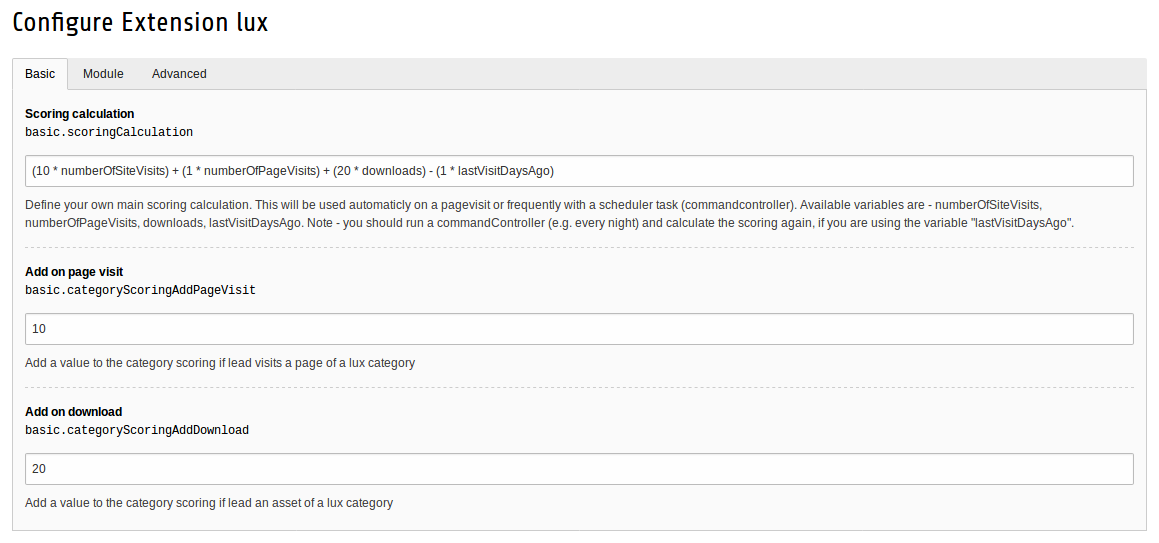 Configure Extension lux
Basic Module Advanced
Scoring calculation
basic.scoringCalculation
(10 * numberOfSiteVisits) + (1 * numberOfPageVisits) + (20 * downloads) - (1 * lastVisitDaysAgo)
Define your own main scoring calculation. This will be used automaticly on a pagevisit or frequently with a scheduler task (commandcontroller). Available variables are - numberOfSiteVisits,
numberOfPageVisits, downloads, lastVisitDaysAgo. Note - you should run a commandController (e.g. every night) and calculate the scoring again, if you are using the variable "lastVisitDaysAgo".
Add on page visit
basic.categoryScoringAddPageVisit
10
Add a value to the category scoring if lead visits a page of a lux category
Add on download
basic.categoryScoringAddDownload
20
Add a value to the category scoring if lead an asset of a lux category